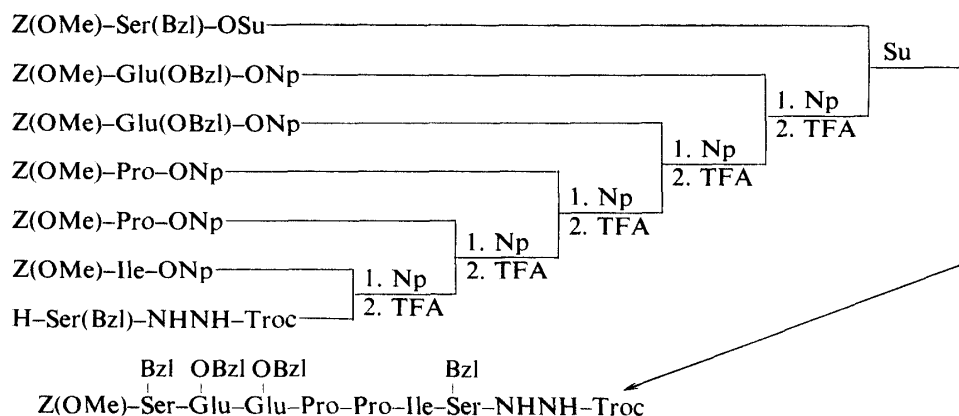 Z(OMe)–Ser(Bzl)–OSu
Su
Z(OMe)–Glu(OBzl)–ONp
1. Np
2. TFA
Z(OMe)–Glu(OBzl)–ONp
1. Np
2. TFA
Z(OMe)–Pro–ONp
1. Np
2. TFA
Z(OMe)–Pro–ONp
1. Np
2. TFA
Z(OMe)–Ile–ONp
1. Np
2. TFA
H–Ser(Bzl)–NHNH–Troc
Bzl OBzl OBzl Bzl
Z(OMe)–Ser–Glu–Glu–Pro–Pro–Ile–Ser–NHNH–Troc